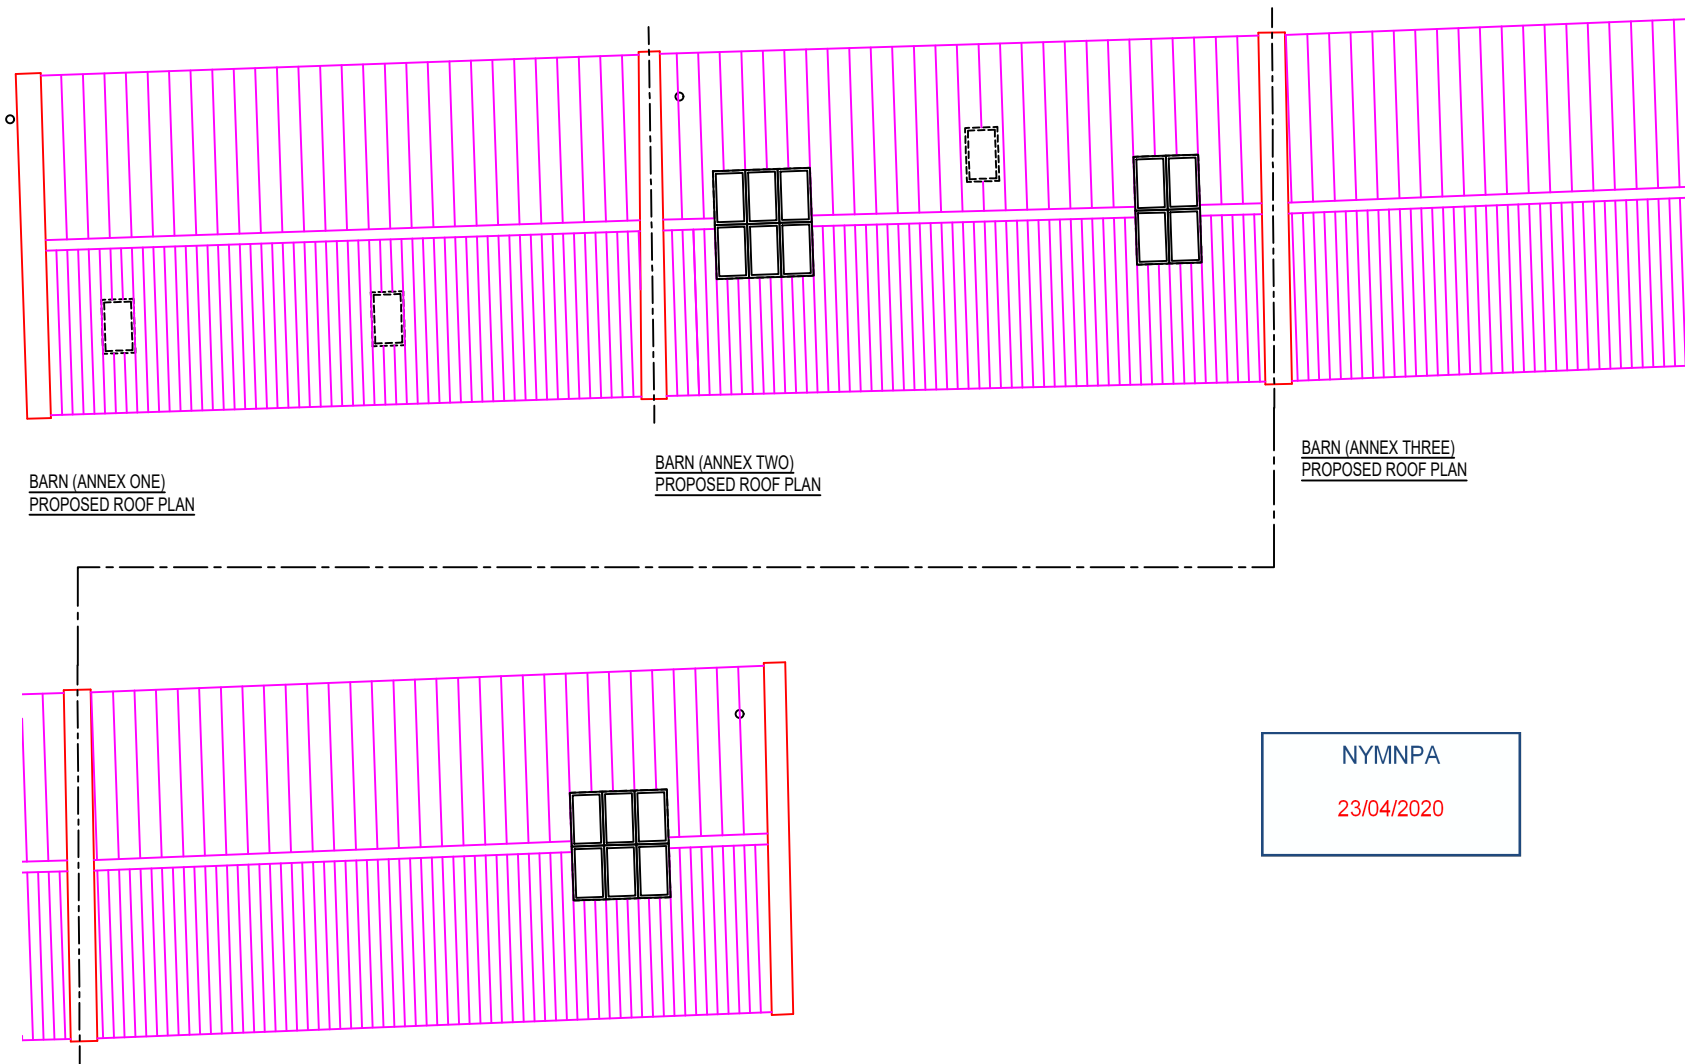 BARN (ANNEX ONE)
PROPOSED ROOF PLAN
BARN (ANNEX TWO)
PROPOSED ROOF PLAN
BARN (ANNEX THREE)
PROPOSED ROOF PLAN
NYMNPA
23/04/2020